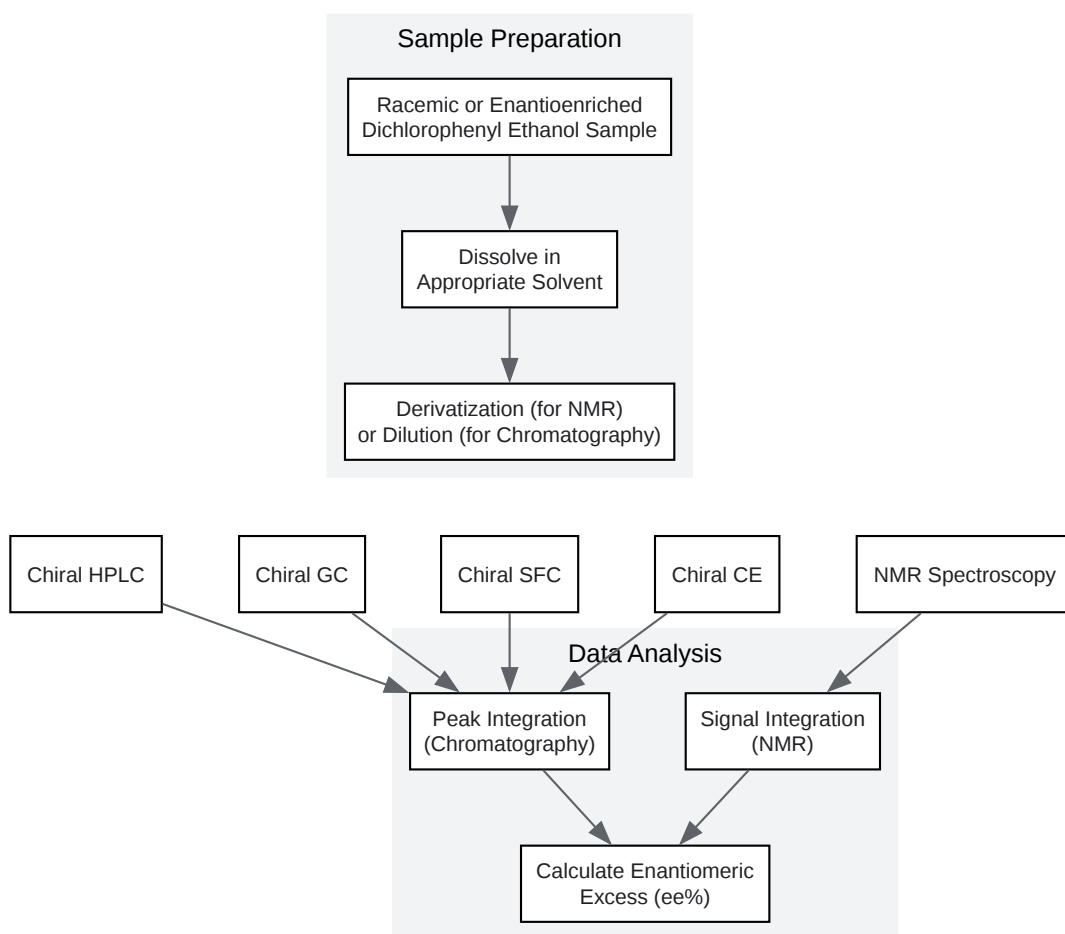 Sample Preparation
Racemic or Enantioenriched
Dichlorophenyl Ethanol Sample
Dissolve in
Appropriate Solvent
Derivatization (for NMR)
or Dilution (for Chromatography)
Chiral HPLC
Chiral GC
Chiral SFC
Chiral CE
NMR Spectroscopy
Data Analysis
Peak Integration
(Chromatography)
Signal Integration
(NMR)
Calculate Enantiomeric
Excess (ee%)